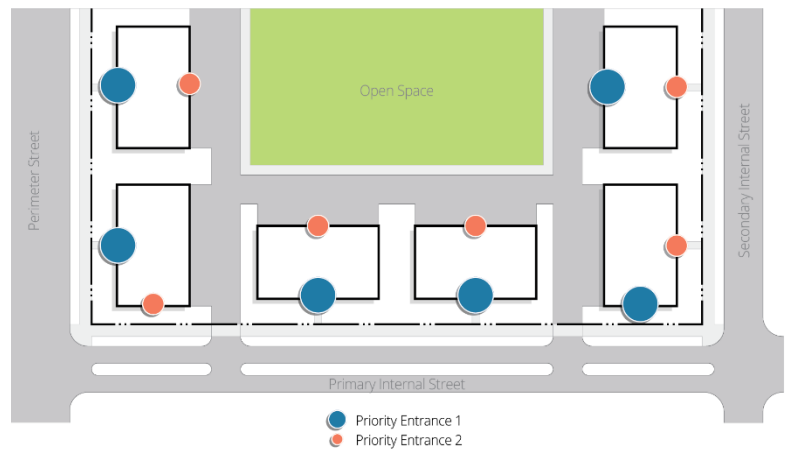 Open Space
Perimeter Street
Secondary Internal Street
Primary Internal Street
Priority Entrance 1
Priority Entrance 2